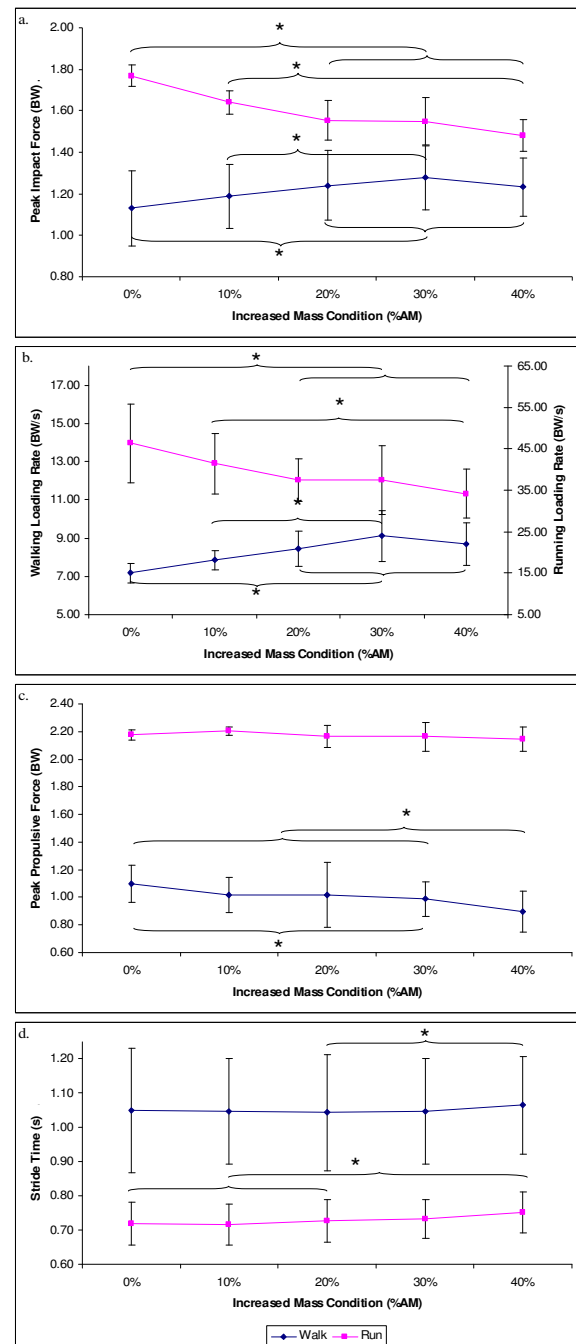 a.
*
2.00
1.80
*
1.60
*
1.40
1.20
1.00
*
0.80
Peak Impact Force (BW) .
0% 10% 20% 30% 40%
Increased Mass Condition (%AM)
b.
*
17.00 65.00
15.00 55.00
*
13.00 45.00
11.00 35.00
*
9.00 25.00
7.00 15.00
*
5.00 5.00
Walking Loading Rate (BW/s)
Running Loading Rate (BW/s)
0% 10% 20% 30% 40%
Increased Mass Condition (%AM)
c.
2.40
2.20
2.00
1.80
1.60
*
1.40
1.20
1.00
0.80
*
0.60
Peak Propulsive Force (BW)
0% 10% 20% 30% 40%
Increased Mass Condition (%AM)
d.
*
1.20
1.10
1.00
0.90
*
0.80
0.70
0.60
Stride Time (s)
0% 10% 20% 30% 40%
Increased Mass Condition (%AM)
Walk Run